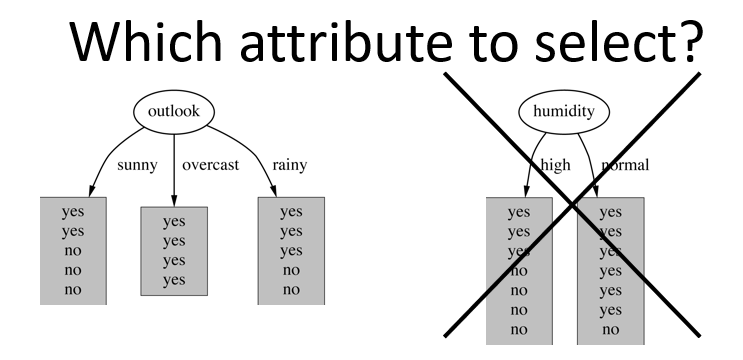 Which attribute to select?
outlook
sunny
overcast
rainy
yes
yes
no
no
no
yes
yes
yes
yes
yes
yes
yes
no
no
humidity
high
normal
yes
yes
yes
no
no
no
no
yes
yes
yes
yes
yes
yes
no